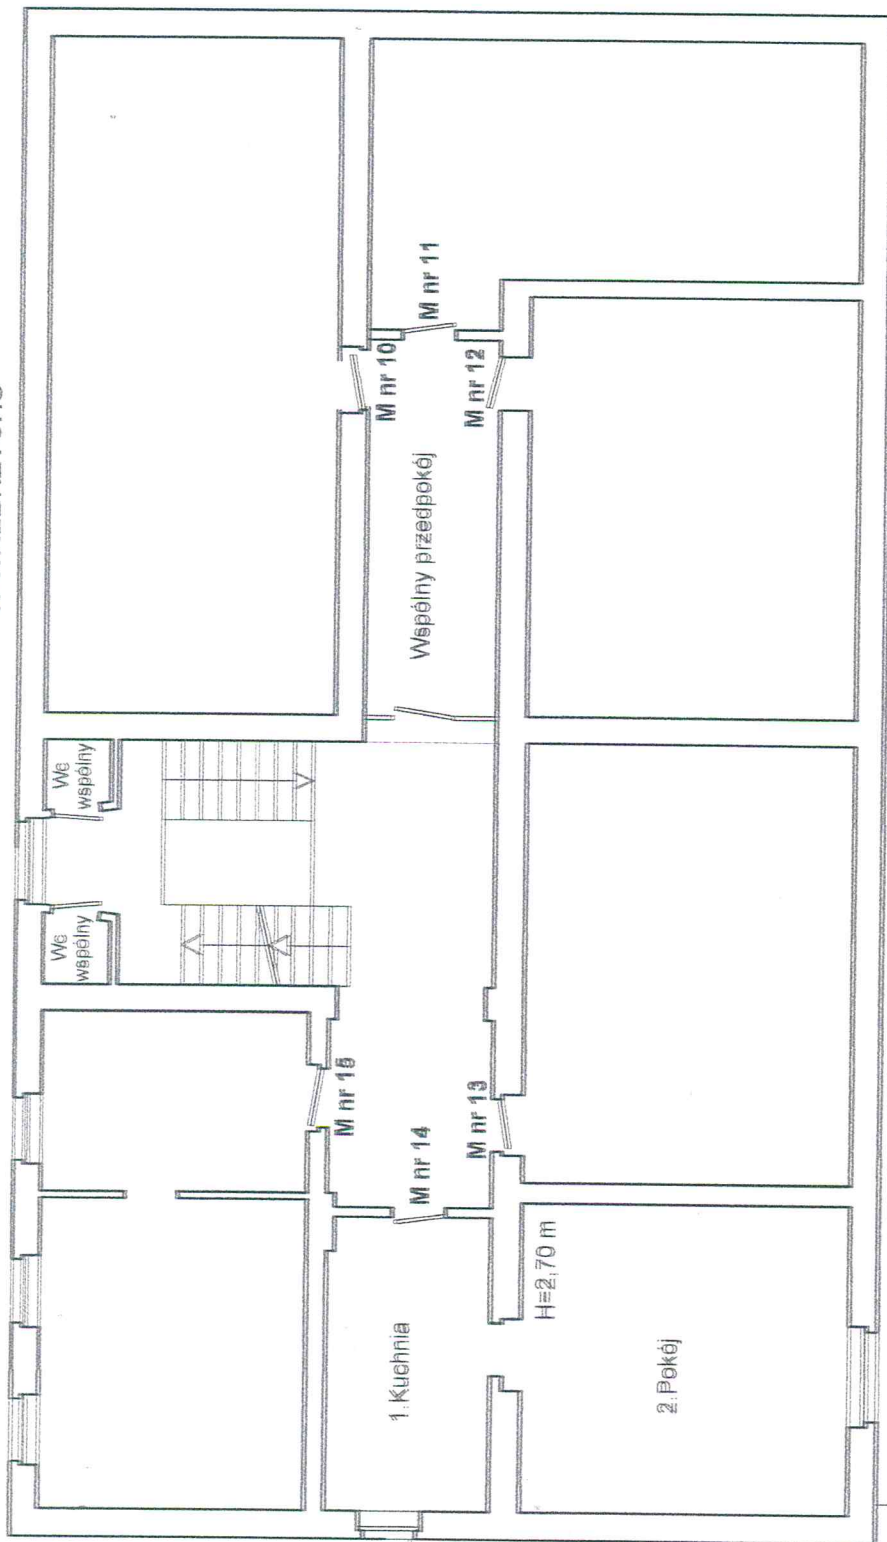 Wc
wspólny
Wc
wspólny
M nr 10
M nr 11
M nr 12
Wspólny przedpokój
M nr 15
M nr 14
M nr 13
1.Kuchnia
H=2,70 m
2.Pokój